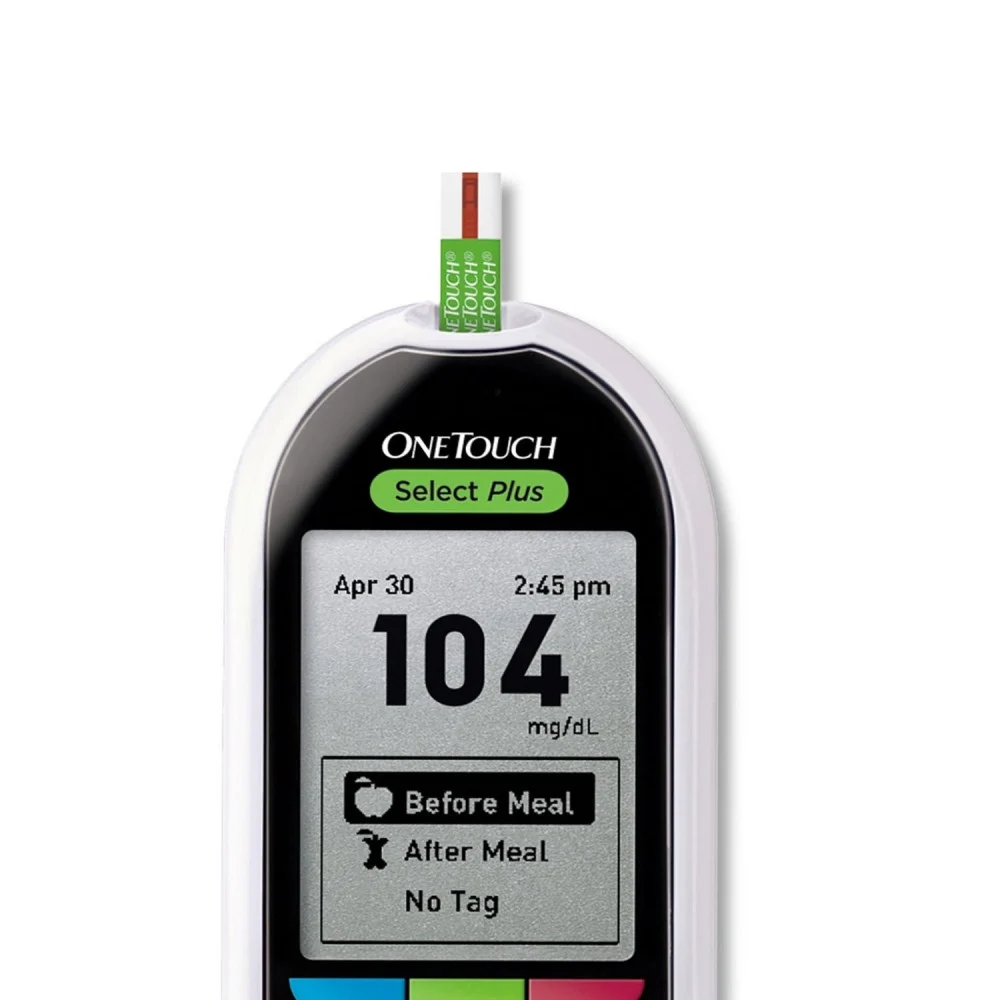 ONETOUCH®
ONETOUCH®
ONETOUCH®
ONETOUCH
Select Plus
Apr 30 2:45 pm
104
mg/dL
Before Meal
After Meal
No Tag